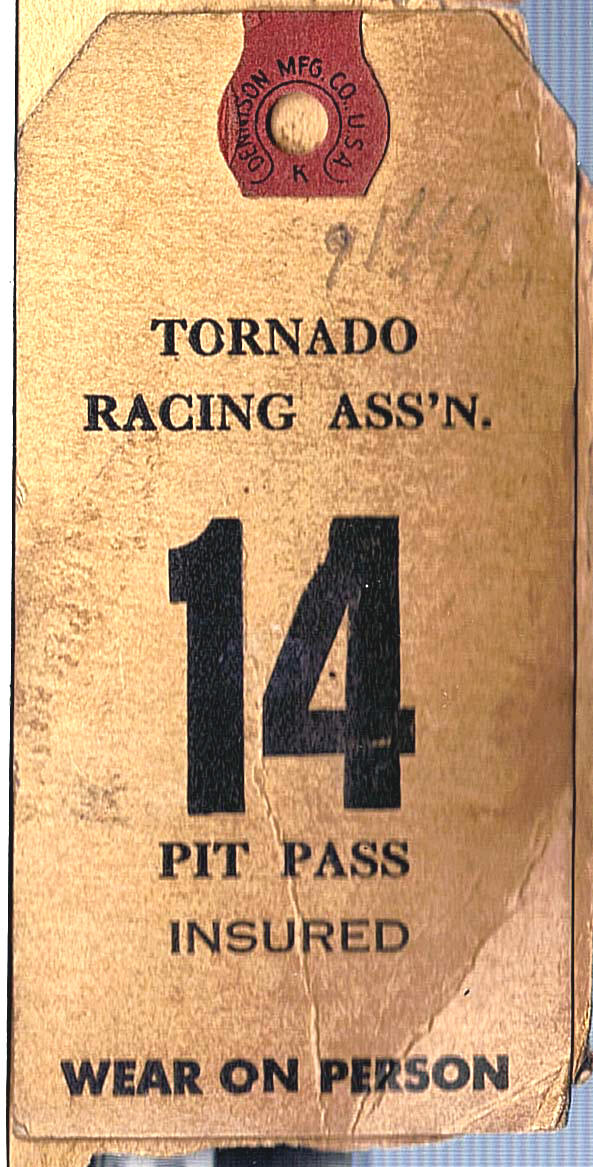 DENNISON MFG. CO. U.S.A.
K
TORNADO
RACING ASS'N.
14
PIT PASS
INSURED
WEAR ON PERSON